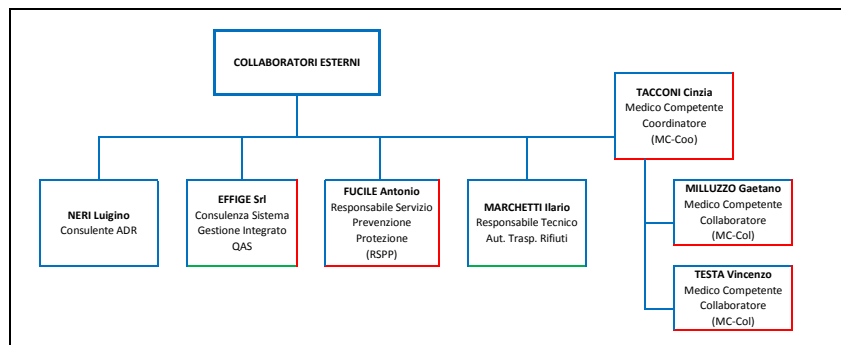 COLLABORATORI ESTERNI
TACCONI Cinzia
Medico Competente
Coordinatore
(MC-Coo)
NERI Luigino
Consulente ADR
EFFIGE Srl
Consulenza Sistema
Gestione Integrato
QAS
FUCILE Antonio
Responsabile Servizio
Prevenzione
Protezione
(RSPP)
MARCHETTI Ilario
Responsabile Tecnico
Aut. Trasp. Rifiuti
MILLUZZO Gaetano
Medico Competente
Collaboratore
(MC-Col)
TESTA Vincenzo
Medico Competente
Collaboratore
(MC-Col)